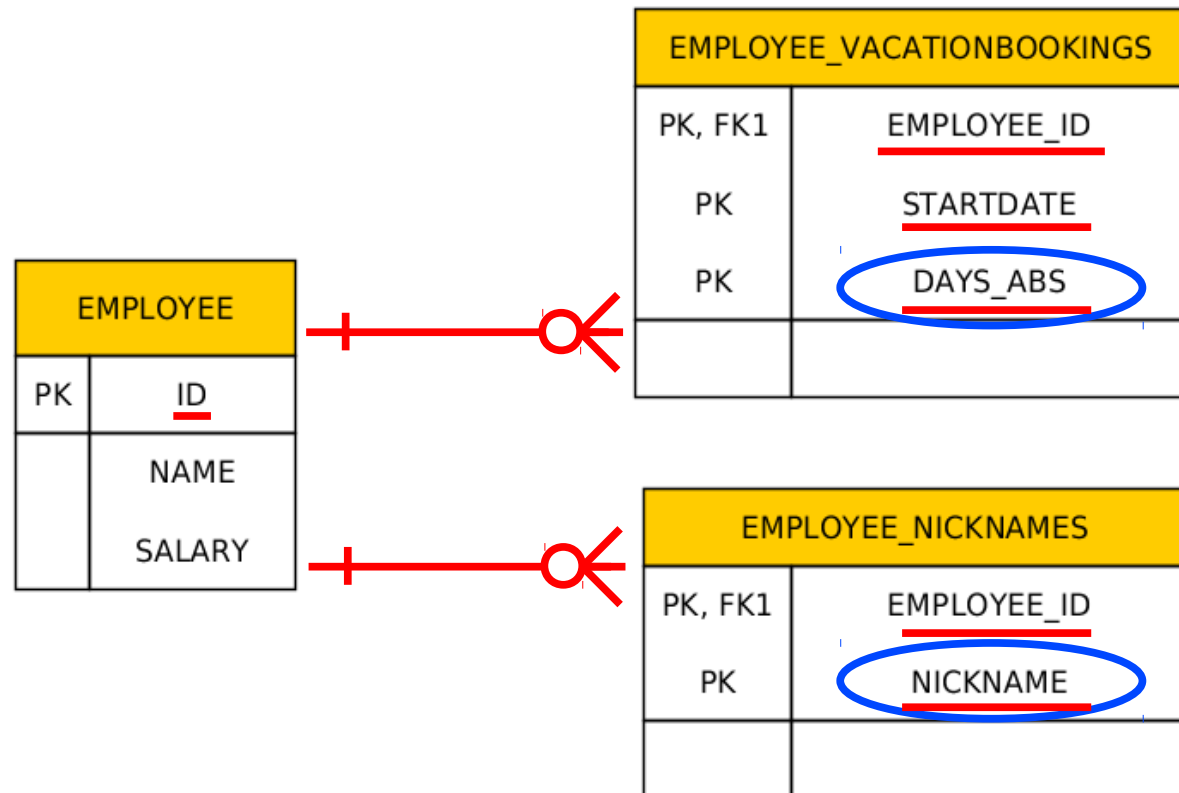 EMPLOYEE_VACATIONBOOKINGS
PK, FK1 EMPLOYEE_ID
PK STARTDATE
PK DAYS_ABS
EMPLOYEE
PK ID
NAME
SALARY
EMPLOYEE_NICKNAMES
PK, FK1 EMPLOYEE_ID
PK NICKNAME